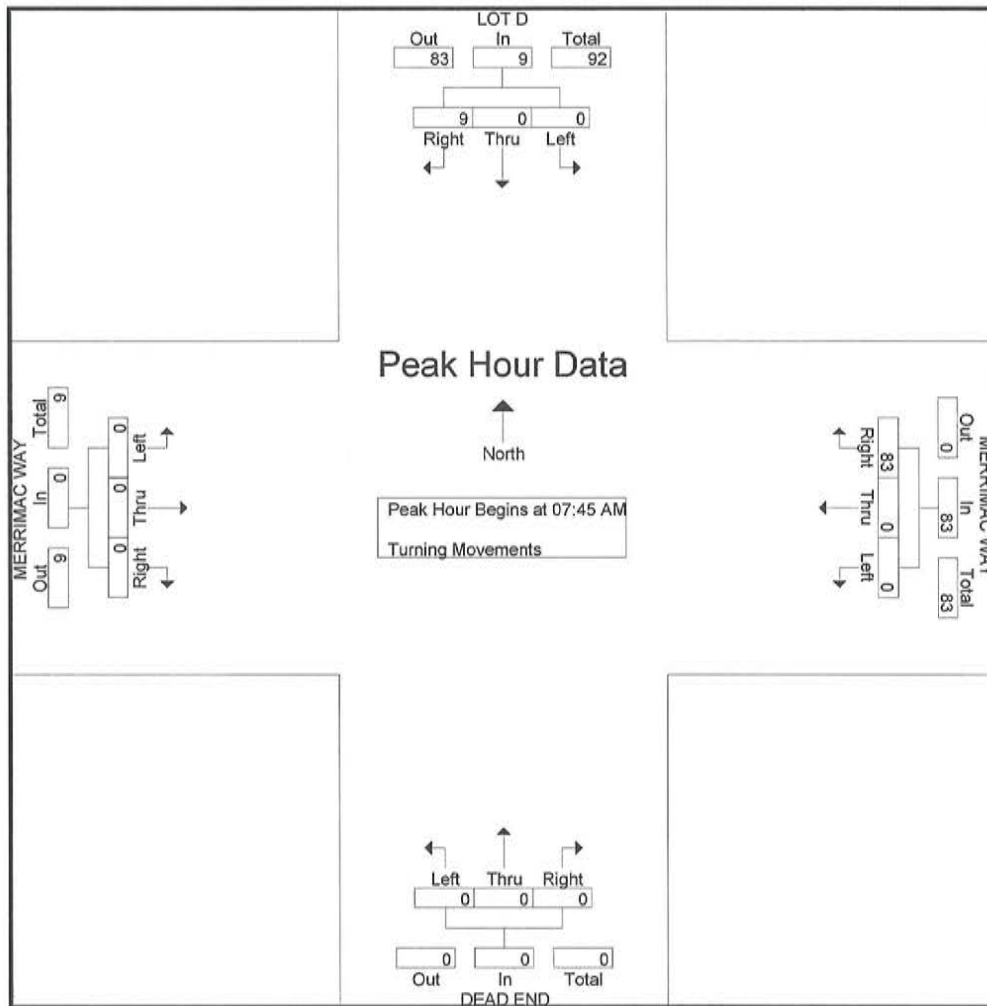 LOT D
Out In Total
83 9 92
9 0 0
Right Thru Left
Peak Hour Data
North
Peak Hour Begins at 07:45 AM
Turning Movements
MERRIMAC WAY
Out In Total
9 0 9
0 0 0
Left Thru Right
MERRIMAC WAY
Out In Total
0 83 83
83 0 0
Right Thru Left
Left Thru Right
0 0 0
0 0 0
Out In Total
DEAD END